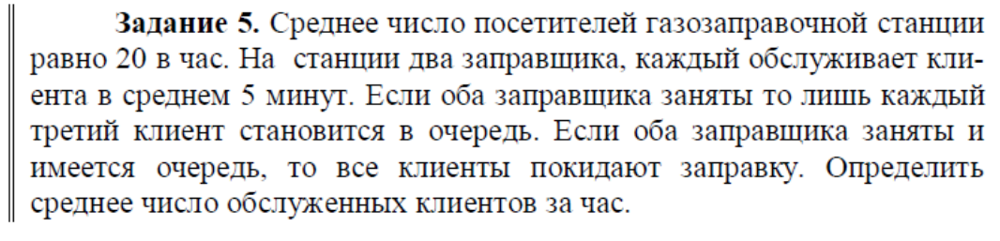 Задание 5. Среднее число посетителей газозаправочной станции
равно 20 в час. На станции два заправщика, каждый обслуживает кли-
ента в среднем 5 минут. Если оба заправщика заняты то лишь каждый
третий клиент становится в очередь. Если оба заправщика заняты и
имеется очередь, то все клиенты покидают заправку. Определить
среднее число обслуженных клиентов за час.